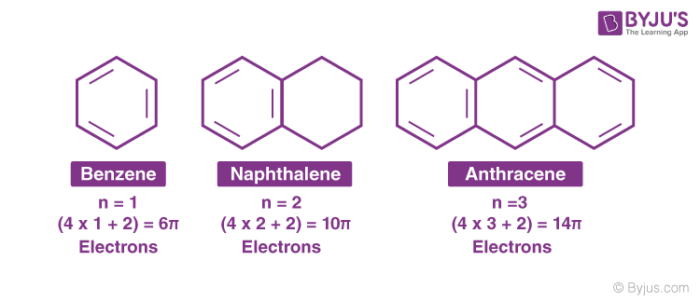 BYJU'S
The Learning App
Benzene
n = 1
(4 x 1 + 2) = 6π
Electrons
Naphthalene
n = 2
(4 x 2 + 2) = 10π
Electrons
Anthracene
n =3
(4 x 3 + 2) = 14π
Electrons
© Byjus.com